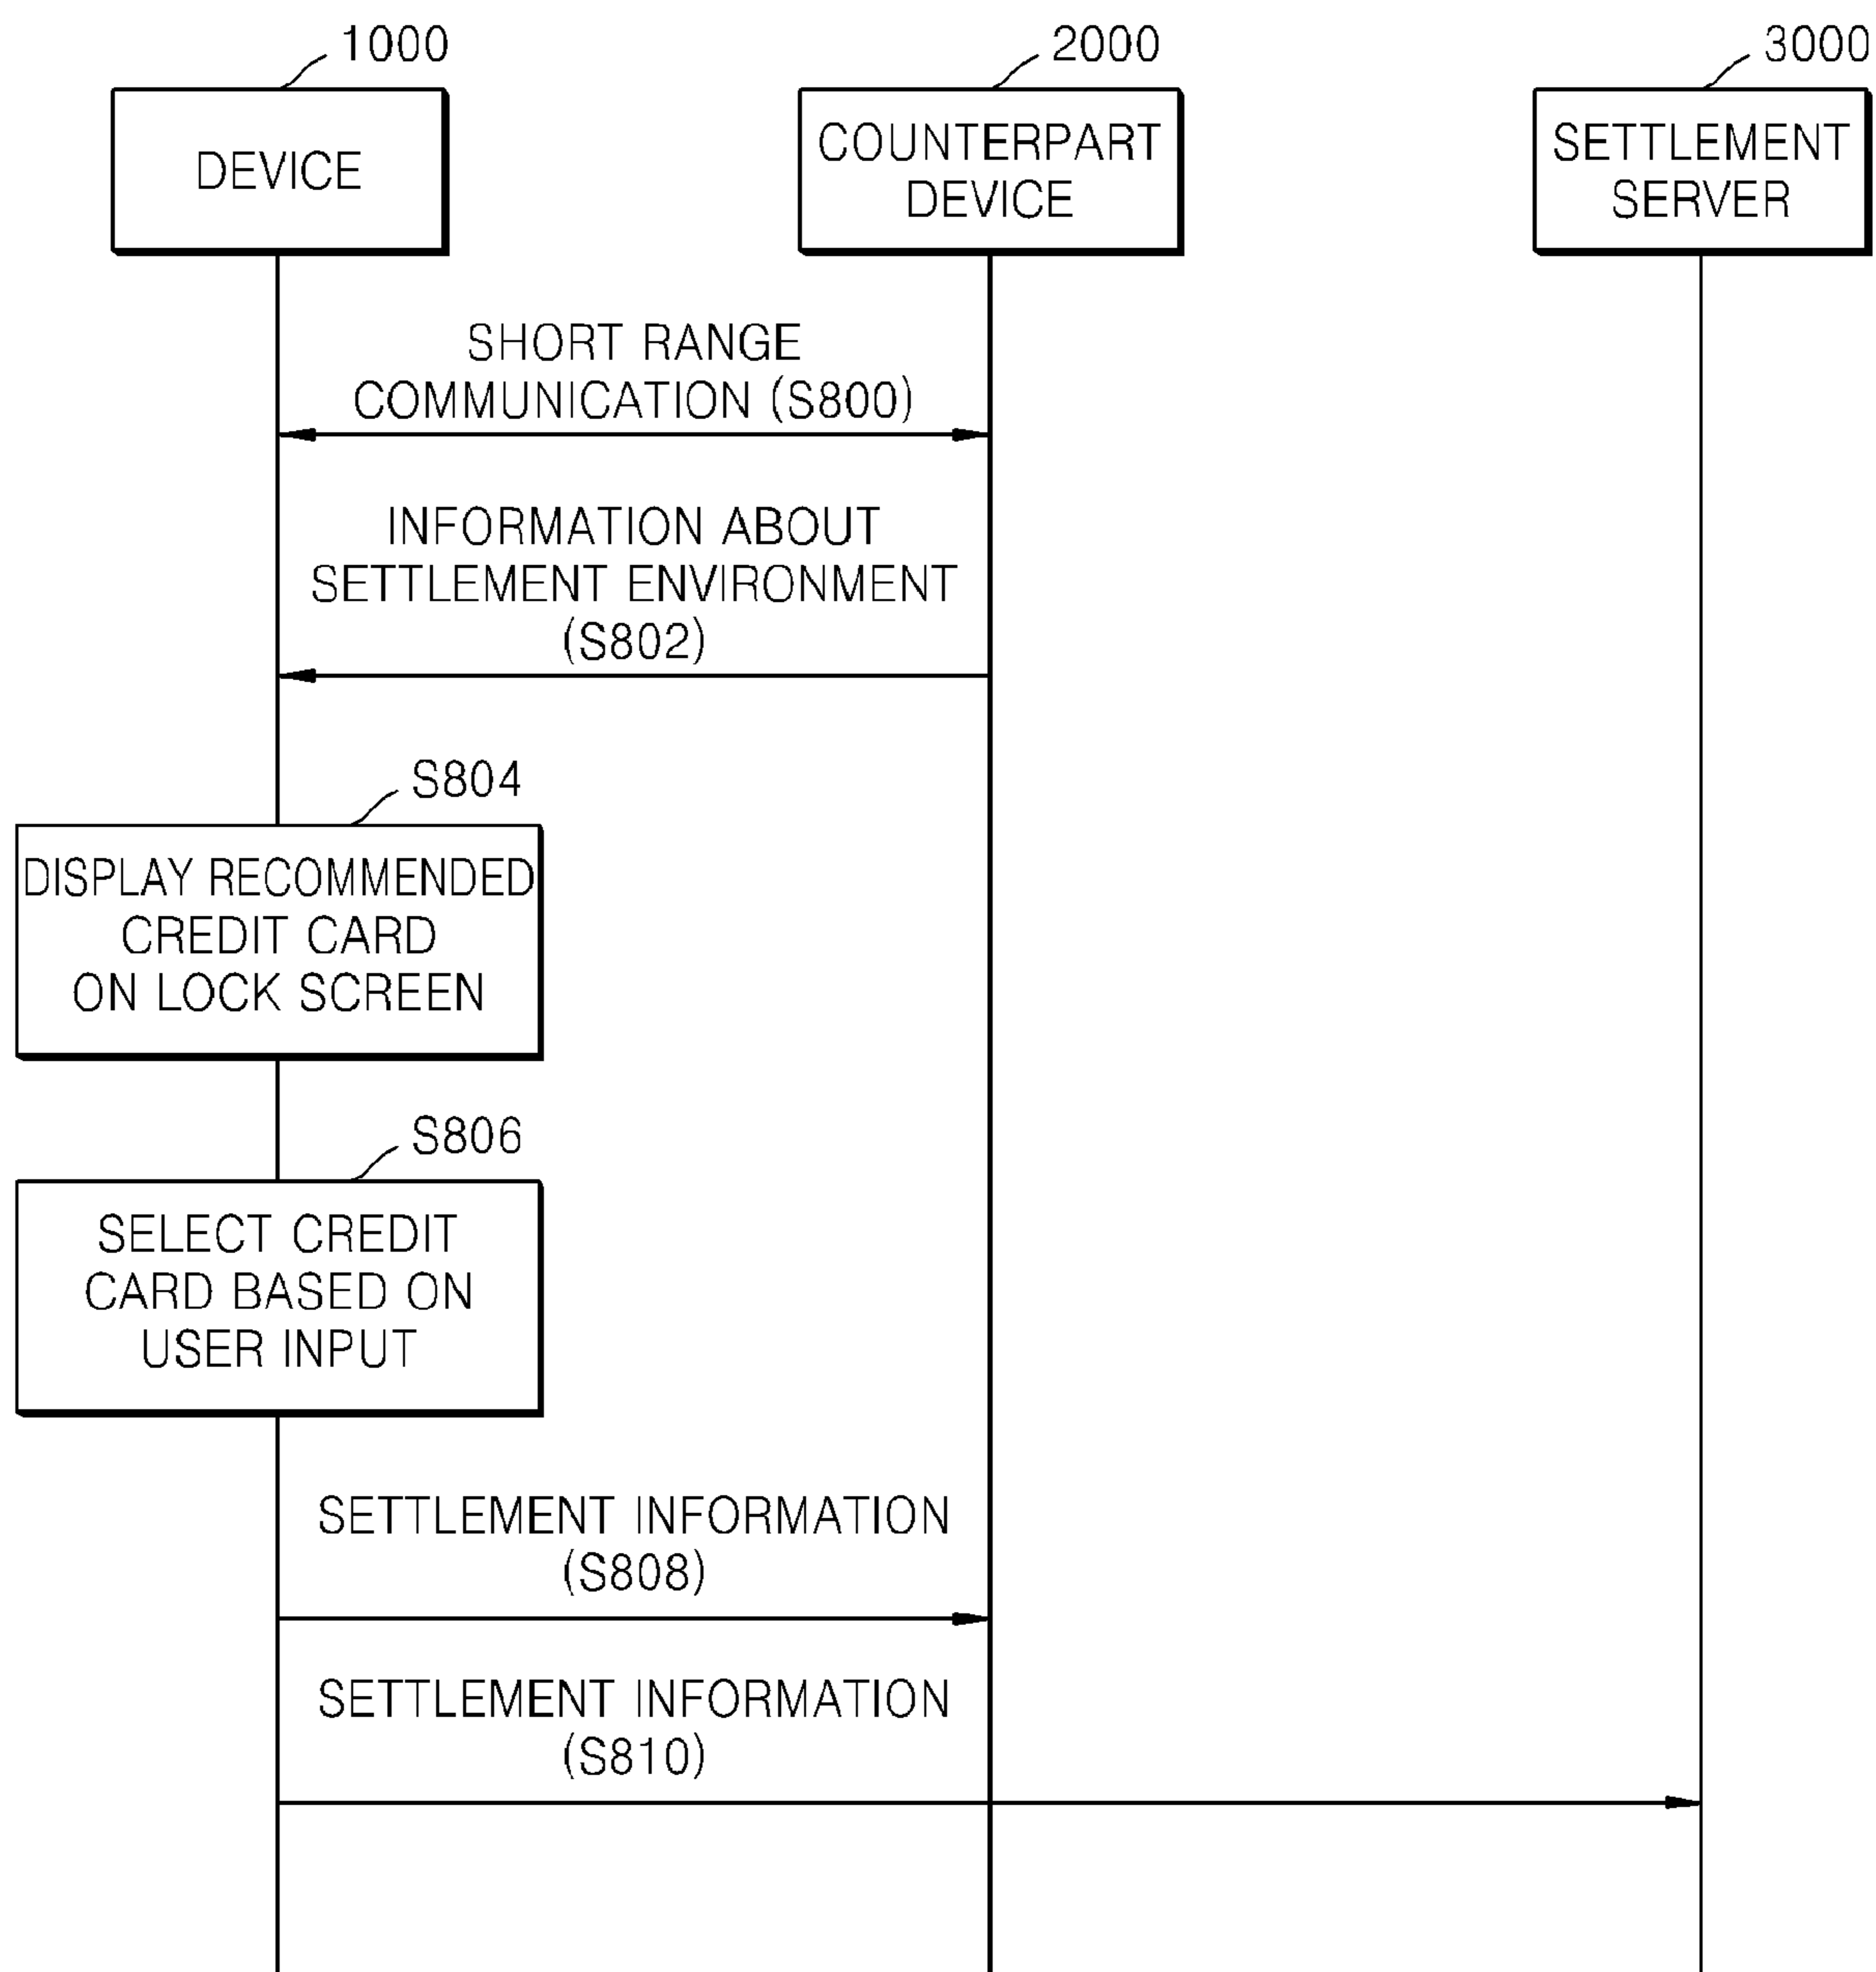 1000
2000
3000
DEVICE
COUNTERPART
DEVICE
SETTLEMENT
SERVER
SHORT RANGE
COMMUNICATION (S800)
INFORMATION ABOUT
SETTLEMENT ENVIRONMENT
(S802)
S804
DISPLAY RECOMMENDED
CREDIT CARD
ON LOCK SCREEN
S806
SELECT CREDIT
CARD BASED ON
USER INPUT
SETTLEMENT INFORMATION
(S808)
SETTLEMENT INFORMATION
(S810)